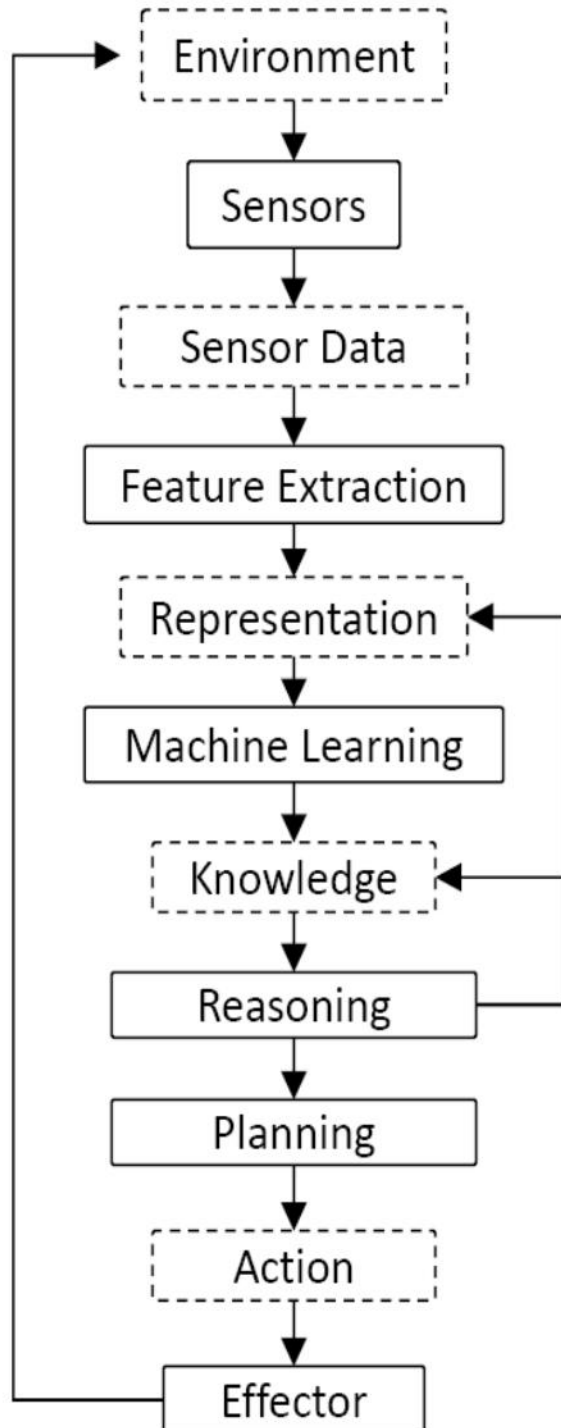 Environment
Sensors
Sensor Data
Feature Extraction
Representation
Machine Learning
Knowledge
Reasoning
Planning
Action
Effector